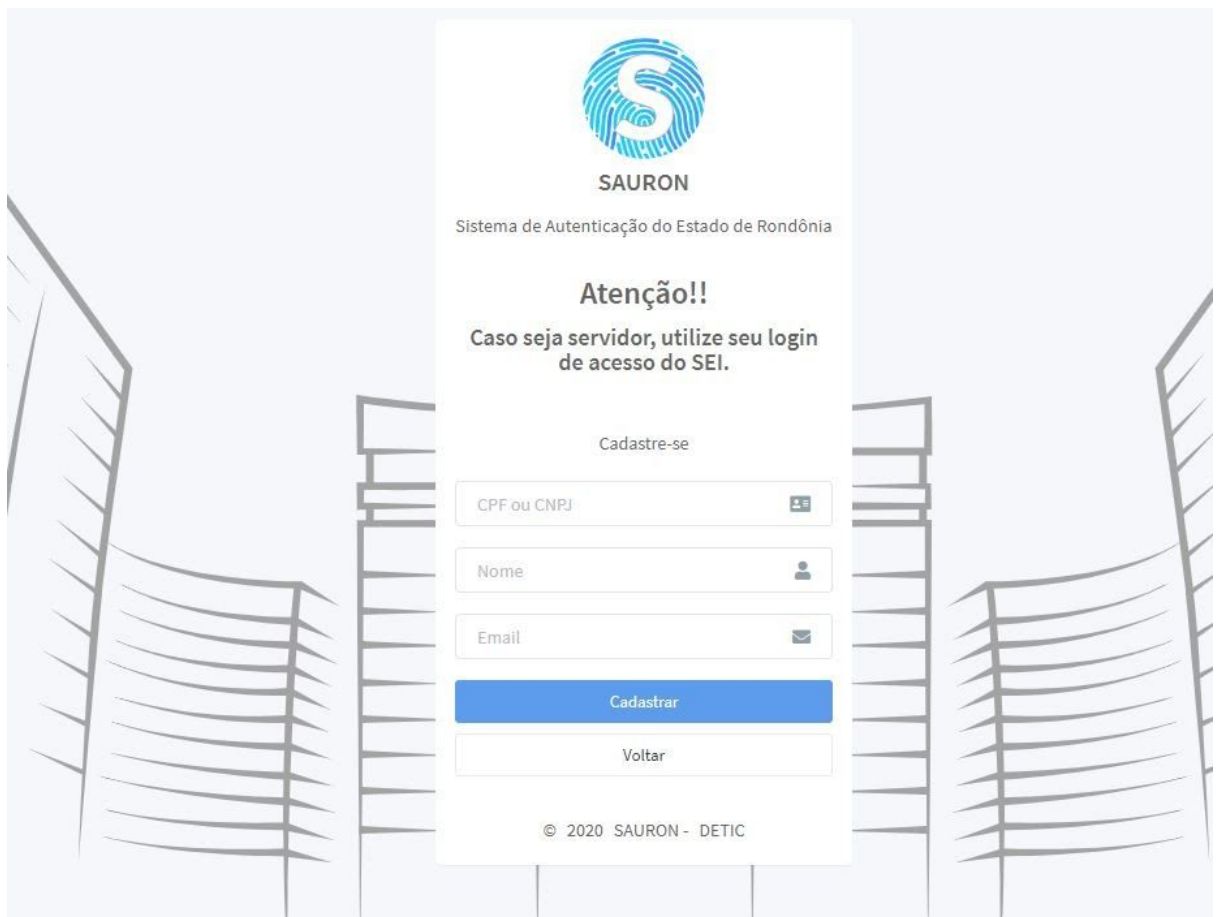 S
SAURON
Sistema de Autenticação do Estado de Rondônia
Atenção!!
Caso seja servidor, utilize seu login
de acesso do SEI.
Cadastre-se
CPF ou CNPJ
Nome
Email
Cadastrar
Voltar
© 2020 SAURON - DETIC